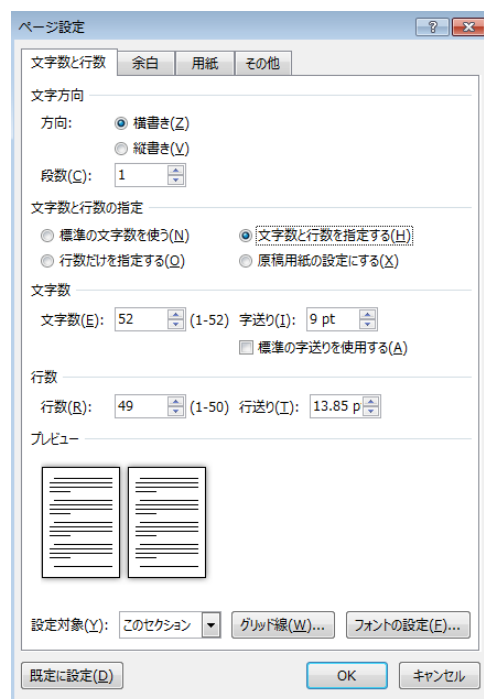 ページ設定
文字数と行数 余白 用紙 その他
文字方向
方向: 横書き(Z)
縦書き(V)
段数(C): 1
文字数と行数の指定
標準の文字数を使う(N) 文字数と行数を指定する(H)
行数だけを指定する(O) 原稿用紙の設定にする(X)
文字数
文字数(E): 52 (1-52) 字送り(I): 9 pt
標準の字送りを使用する(A)
行数
行数(R): 49 (1-50) 行送り(T): 13.85 p
プレビュー
設定対象(Y): このセクション グリッド線(W)... フォントの設定(F)...
既定に設定(D) OK キャンセル